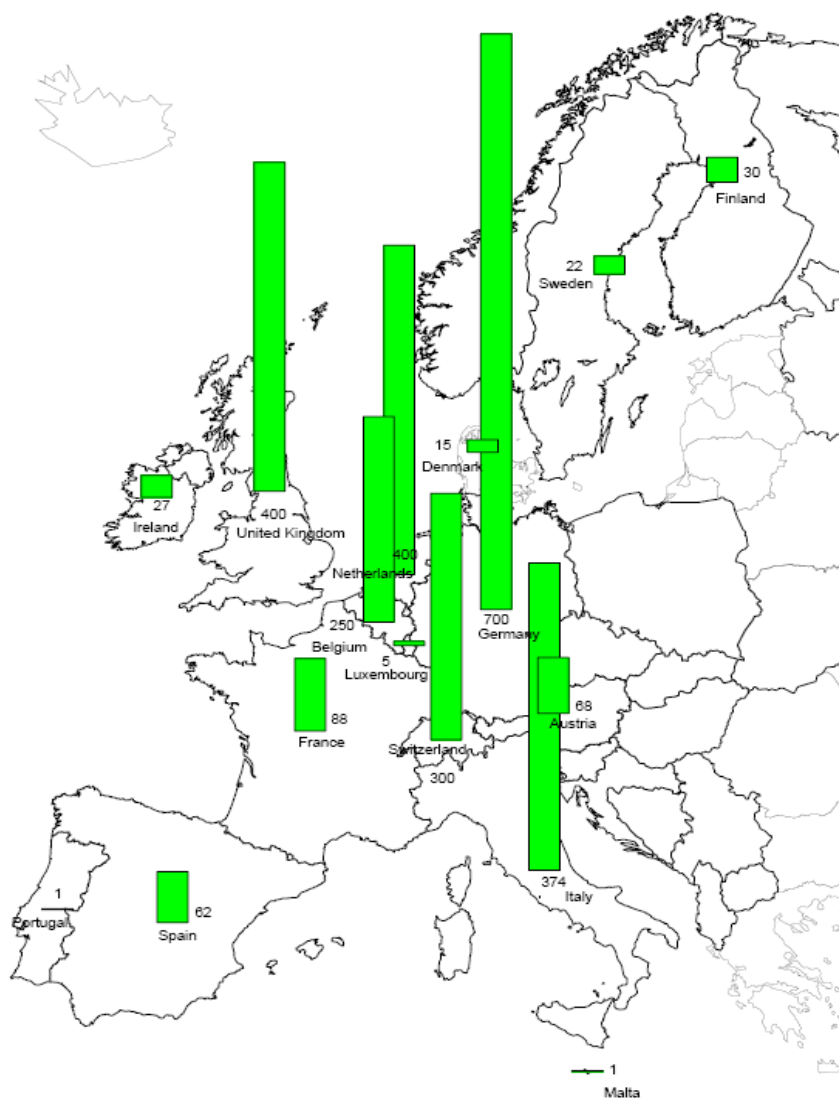 30
Finland
22
Sweden
15
Denmark
27
Ireland
400
United Kingdom
400
Netherlands
250
Belgium
700
Germany
5
Luxembourg
88
France
68
Austria
Switzerland
300
374
Italy
1
Portugal
62
Spain
1
Malta